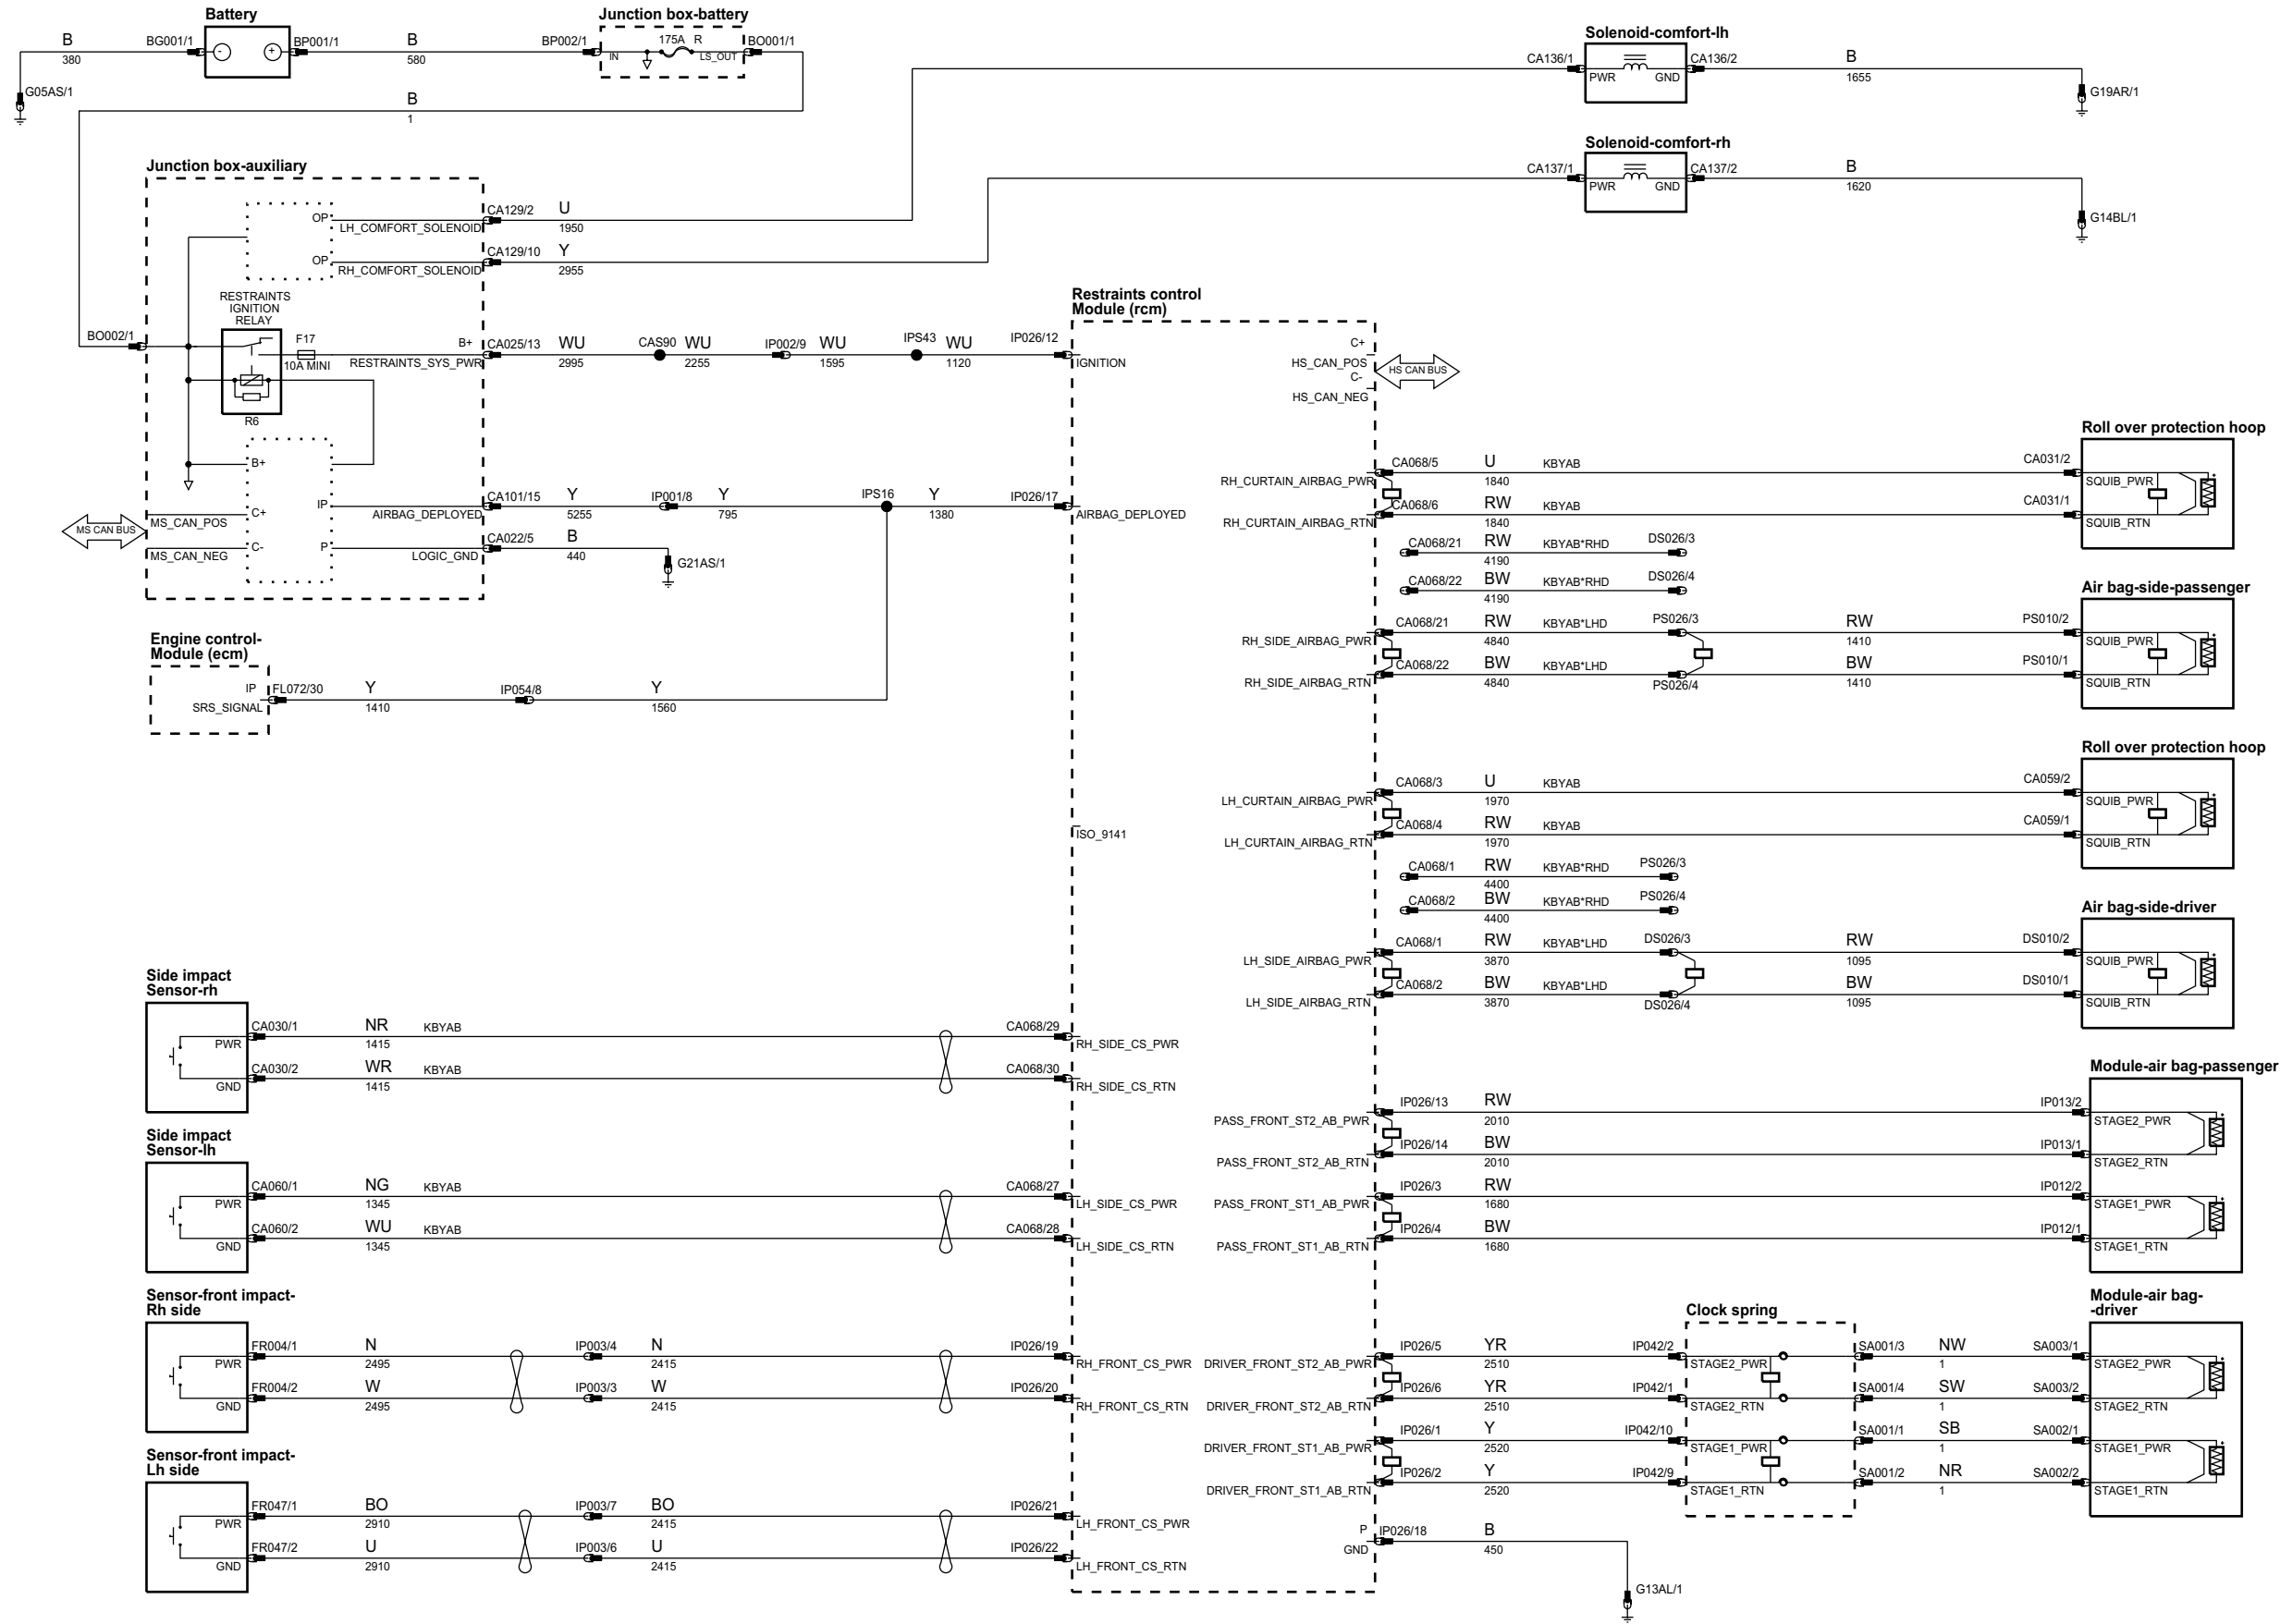 Battery
Junction box-battery
B
380
BG001/1
-
+
BP001/1
B
580
BP002/1
175A R
IN
LS_OUT
BO001/1
G05AS/1
B
1
Solenoid-comfort-lh
CA136/1
PWR
GND
CA136/2
B
1655
G19AR/1
Solenoid-comfort-rh
CA137/1
PWR
GND
CA137/2
B
1620
G14BL/1
Junction box-auxiliary
OP
LH_COMFORT_SOLENOID
CA129/2
U
1950
OP
RH_COMFORT_SOLENOID
CA129/10
Y
2955
RESTRAINTS
IGNITION
RELAY
BO002/1
F17
10A MINI
R6
B+
RESTRAINTS_SYS_PWR
CA025/13
WU
2995
CAS90
WU
2255
IP002/9
WU
1595
IPS43
WU
1120
IP026/12
B+
C+
C-
IP
P
MS CAN BUS
MS_CAN_POS
MS_CAN_NEG
AIRBAG_DEPLOYED
CA101/15
Y
5255
IP001/8
Y
795
IPS16
Y
1380
IP026/17
LOGIC_GND
CA022/5
B
440
G21AS/1
Engine control-
Module (ecm)
IP
SRS_SIGNAL
FL072/30
Y
1410
IP054/8
Y
1560
Restraints control
Module (rcm)
IGNITION
AIRBAG_DEPLOYED
ISO_9141
C+
HS_CAN_POS
C-
HS_CAN_NEG
HS CAN BUS
RH_CURTAIN_AIRBAG_PWR
CA068/5
U
1840
KBYAB
CA031/2
RH_CURTAIN_AIRBAG_RTN
CA068/6
RW
1840
KBYAB
CA031/1
Roll over protection hoop
SQUIB_PWR
SQUIB_RTN
CA068/21
RW
4190
KBYAB*RHD
DS026/3
CA068/22
BW
4190
KBYAB*RHD
DS026/4
RH_SIDE_AIRBAG_PWR
CA068/21
RW
4840
KBYAB*LHD
PS026/3
RW
1410
PS010/2
RH_SIDE_AIRBAG_RTN
CA068/22
BW
4840
KBYAB*LHD
PS026/4
BW
1410
PS010/1
Air bag-side-passenger
SQUIB_PWR
SQUIB_RTN
LH_CURTAIN_AIRBAG_PWR
CA068/3
U
1970
KBYAB
CA059/2
LH_CURTAIN_AIRBAG_RTN
CA068/4
RW
1970
KBYAB
CA059/1
Roll over protection hoop
SQUIB_PWR
SQUIB_RTN
CA068/1
RW
4400
KBYAB*RHD
PS026/3
CA068/2
BW
4400
KBYAB*RHD
PS026/4
LH_SIDE_AIRBAG_PWR
CA068/1
RW
3870
KBYAB*LHD
DS026/3
RW
1095
DS010/2
LH_SIDE_AIRBAG_RTN
CA068/2
BW
3870
KBYAB*LHD
DS026/4
BW
1095
DS010/1
Air bag-side-driver
SQUIB_PWR
SQUIB_RTN
Side impact
Sensor-rh
PWR
CA030/1
NR
1415
KBYAB
CA068/29
RH_SIDE_CS_PWR
GND
CA030/2
WR
1415
KBYAB
CA068/30
RH_SIDE_CS_RTN
Side impact
Sensor-lh
PWR
CA060/1
NG
1345
KBYAB
CA068/27
LH_SIDE_CS_PWR
GND
CA060/2
WU
1345
KBYAB
CA068/28
LH_SIDE_CS_RTN
Sensor-front impact-
Rh side
PWR
FR004/1
N
2495
IP003/4
N
2415
IP026/19
RH_FRONT_CS_PWR
GND
FR004/2
W
2495
IP003/3
W
2415
IP026/20
RH_FRONT_CS_RTN
Sensor-front impact-
Lh side
PWR
FR047/1
BO
2910
IP003/7
BO
2415
IP026/21
LH_FRONT_CS_PWR
GND
FR047/2
U
2910
IP003/6
U
2415
IP026/22
LH_FRONT_CS_RTN
PASS_FRONT_ST2_AB_PWR
IP026/13
RW
2010
IP013/2
PASS_FRONT_ST2_AB_RTN
IP026/14
BW
2010
IP013/1
PASS_FRONT_ST1_AB_PWR
IP026/3
RW
1680
IP012/2
PASS_FRONT_ST1_AB_RTN
IP026/4
BW
1680
IP012/1
Module-air bag-passenger
STAGE2_PWR
STAGE2_RTN
STAGE1_PWR
STAGE1_RTN
Clock spring
Module-air bag-
-driver
DRIVER_FRONT_ST2_AB_PWR
IP026/5
YR
2510
IP042/2
STAGE2_PWR
SA001/3
NW
1
SA003/1
STAGE2_PWR
DRIVER_FRONT_ST2_AB_RTN
IP026/6
YR
2510
IP042/1
STAGE2_RTN
SA001/4
SW
1
SA003/2
STAGE2_RTN
DRIVER_FRONT_ST1_AB_PWR
IP026/1
Y
2520
IP042/10
STAGE1_PWR
SA001/1
SB
1
SA002/1
STAGE1_PWR
DRIVER_FRONT_ST1_AB_RTN
IP026/2
Y
2520
IP042/9
STAGE1_RTN
SA001/2
NR
1
SA002/2
STAGE1_RTN
P
GND
IP026/18
B
450
G13AL/1